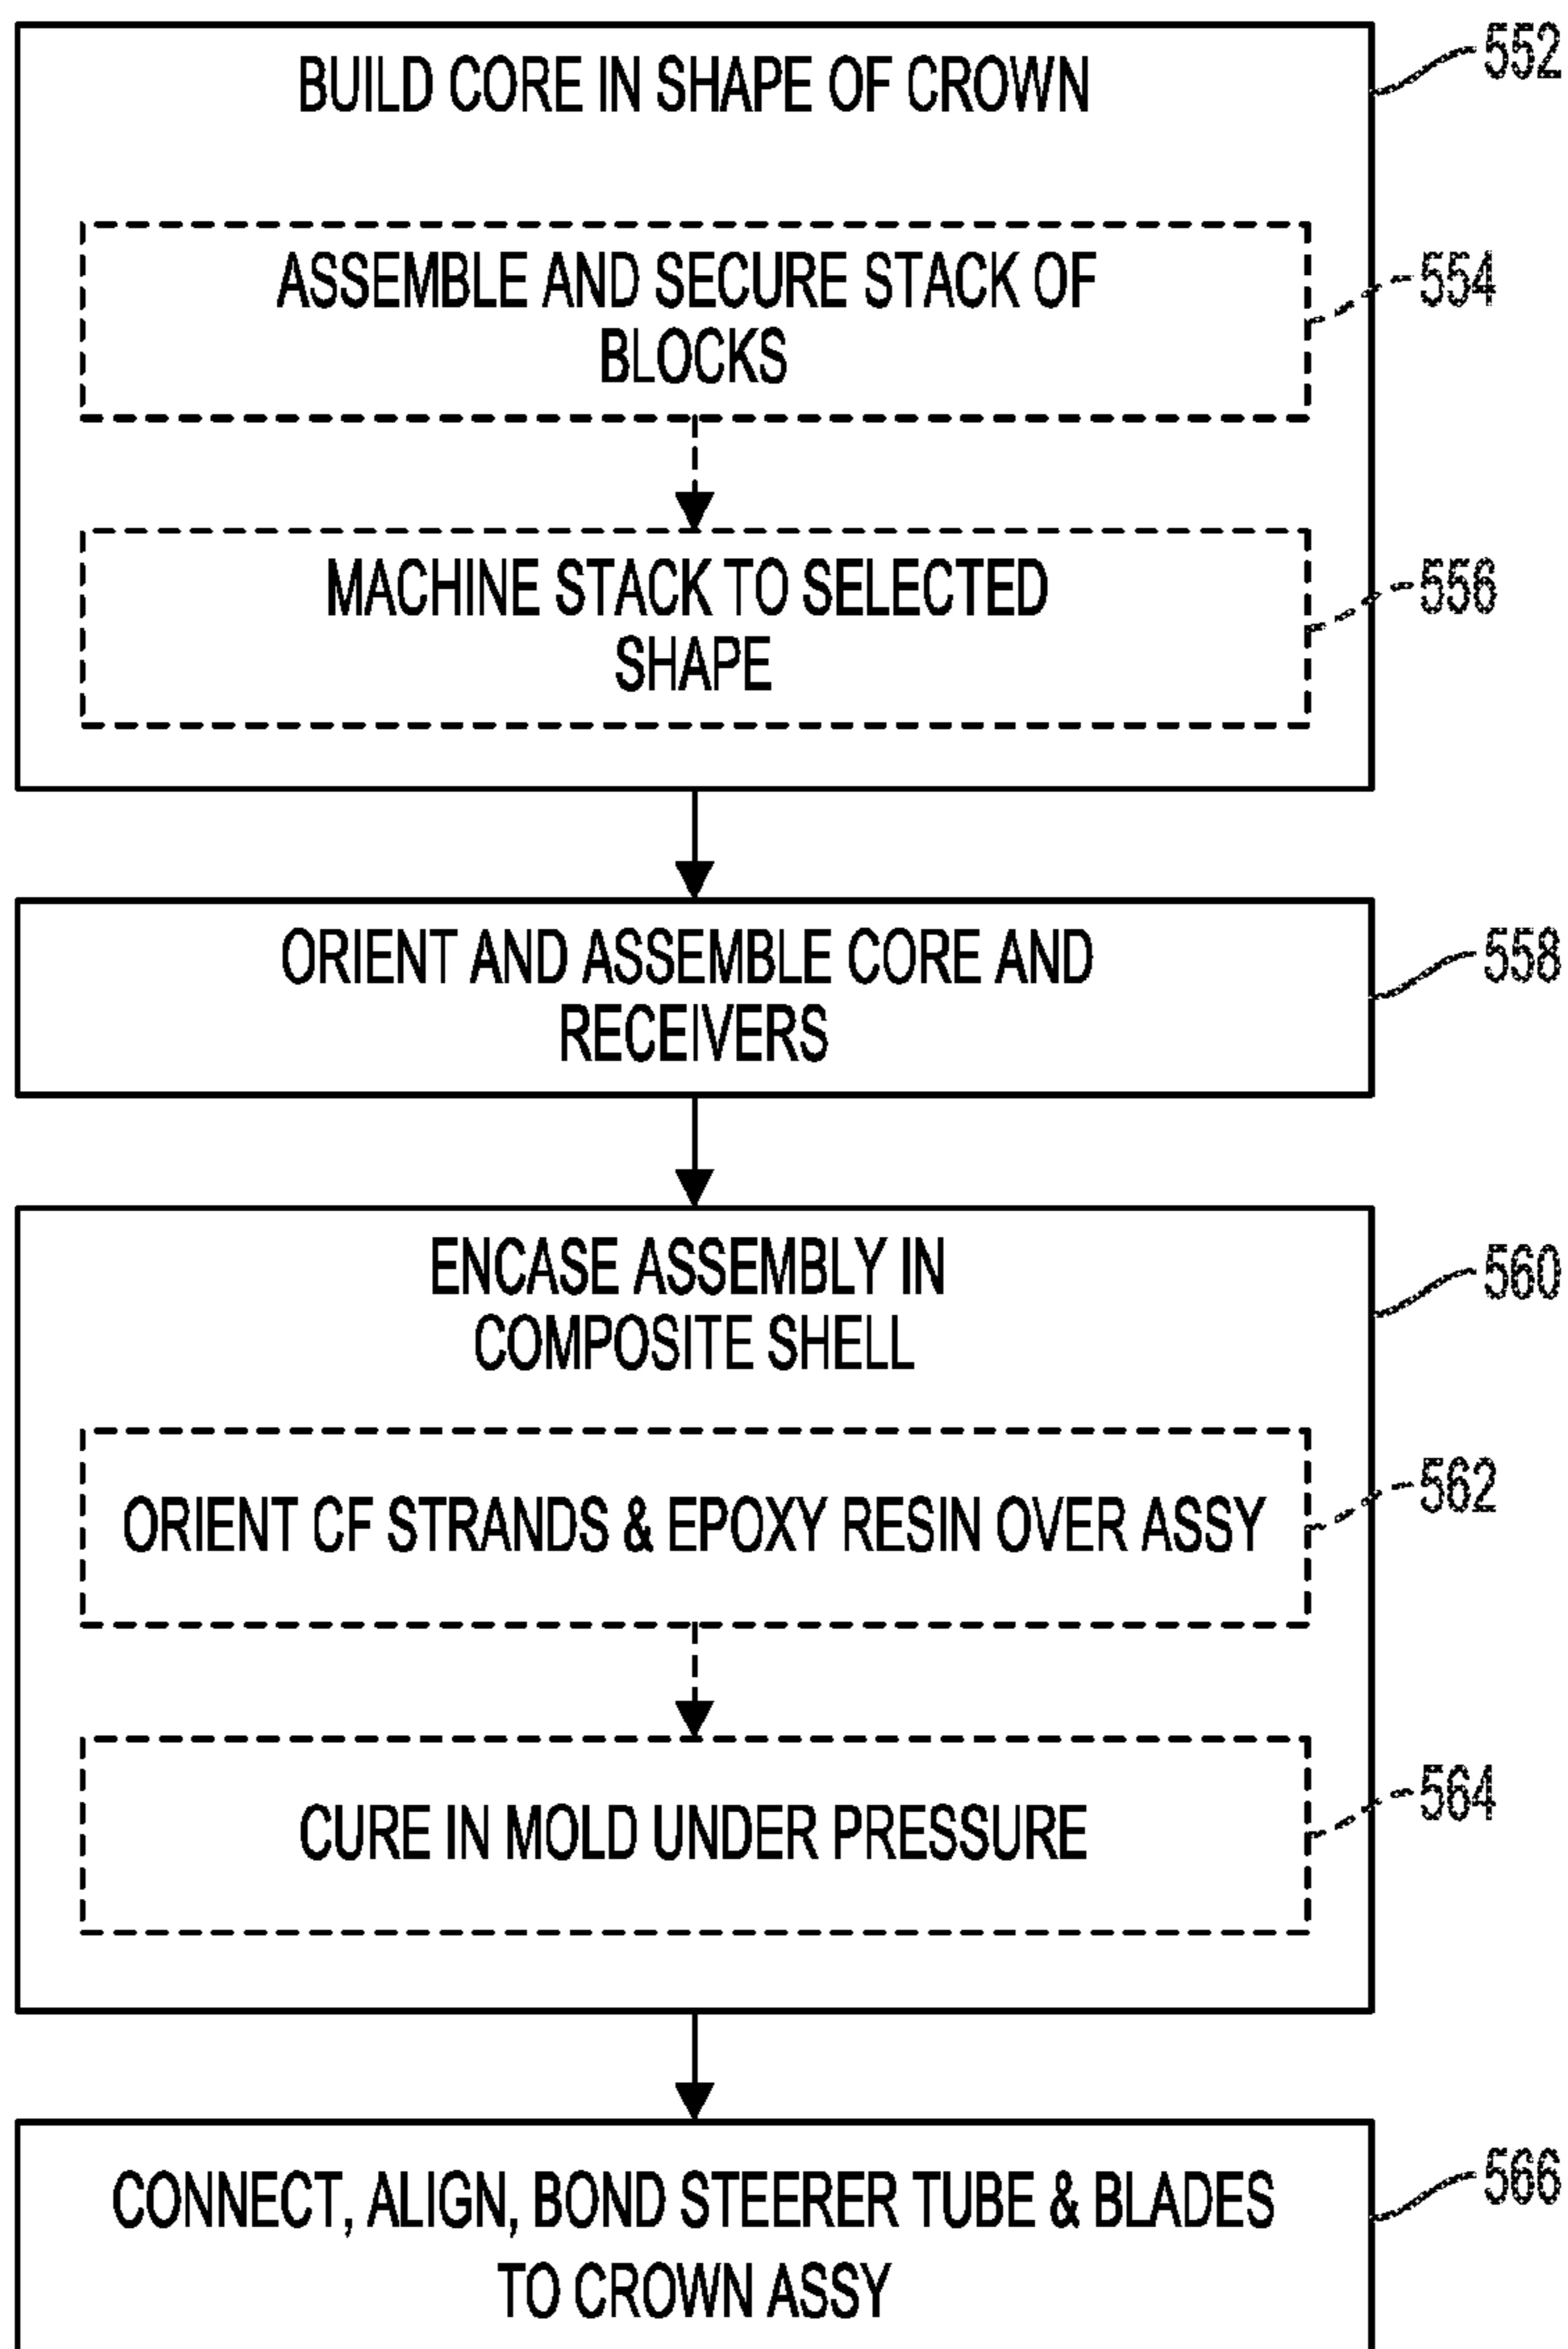 BUILD CORE IN SHAPE OF CROWN
552
ASSEMBLE AND SECURE STACK OF
BLOCKS
554
MACHINE STACK TO SELECTED
SHAPE
556
ORIENT AND ASSEMBLE CORE AND
RECEIVERS
558
ENCASE ASSEMBLY IN
COMPOSITE SHELL
560
ORIENT CF STRANDS & EPOXY RESIN OVER ASSY
562
CURE IN MOLD UNDER PRESSURE
564
CONNECT, ALIGN, BOND STEERER TUBE & BLADES
TO CROWN ASSY
566